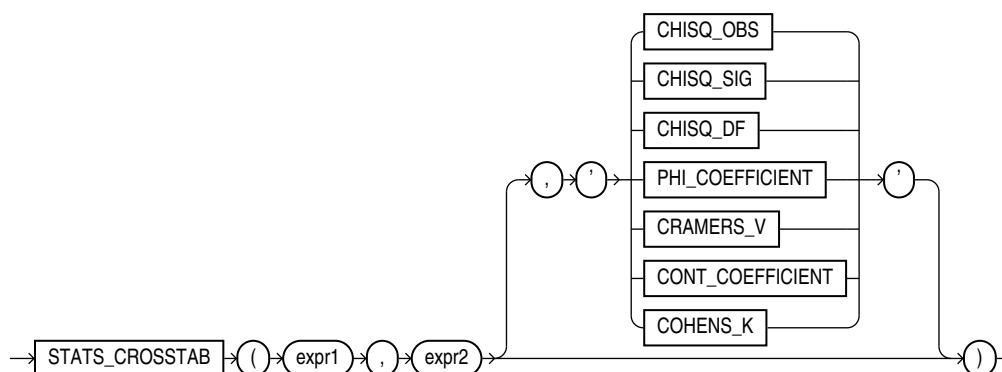 CHISQ_OBS
CHISQ_SIG
CHISQ_DF
, ’ PHI_COEFFICIENT ’
CRAMERS_V
CONT_COEFFICIENT
COHENS_K
STATS_CROSSTAB ( expr1 , expr2 )